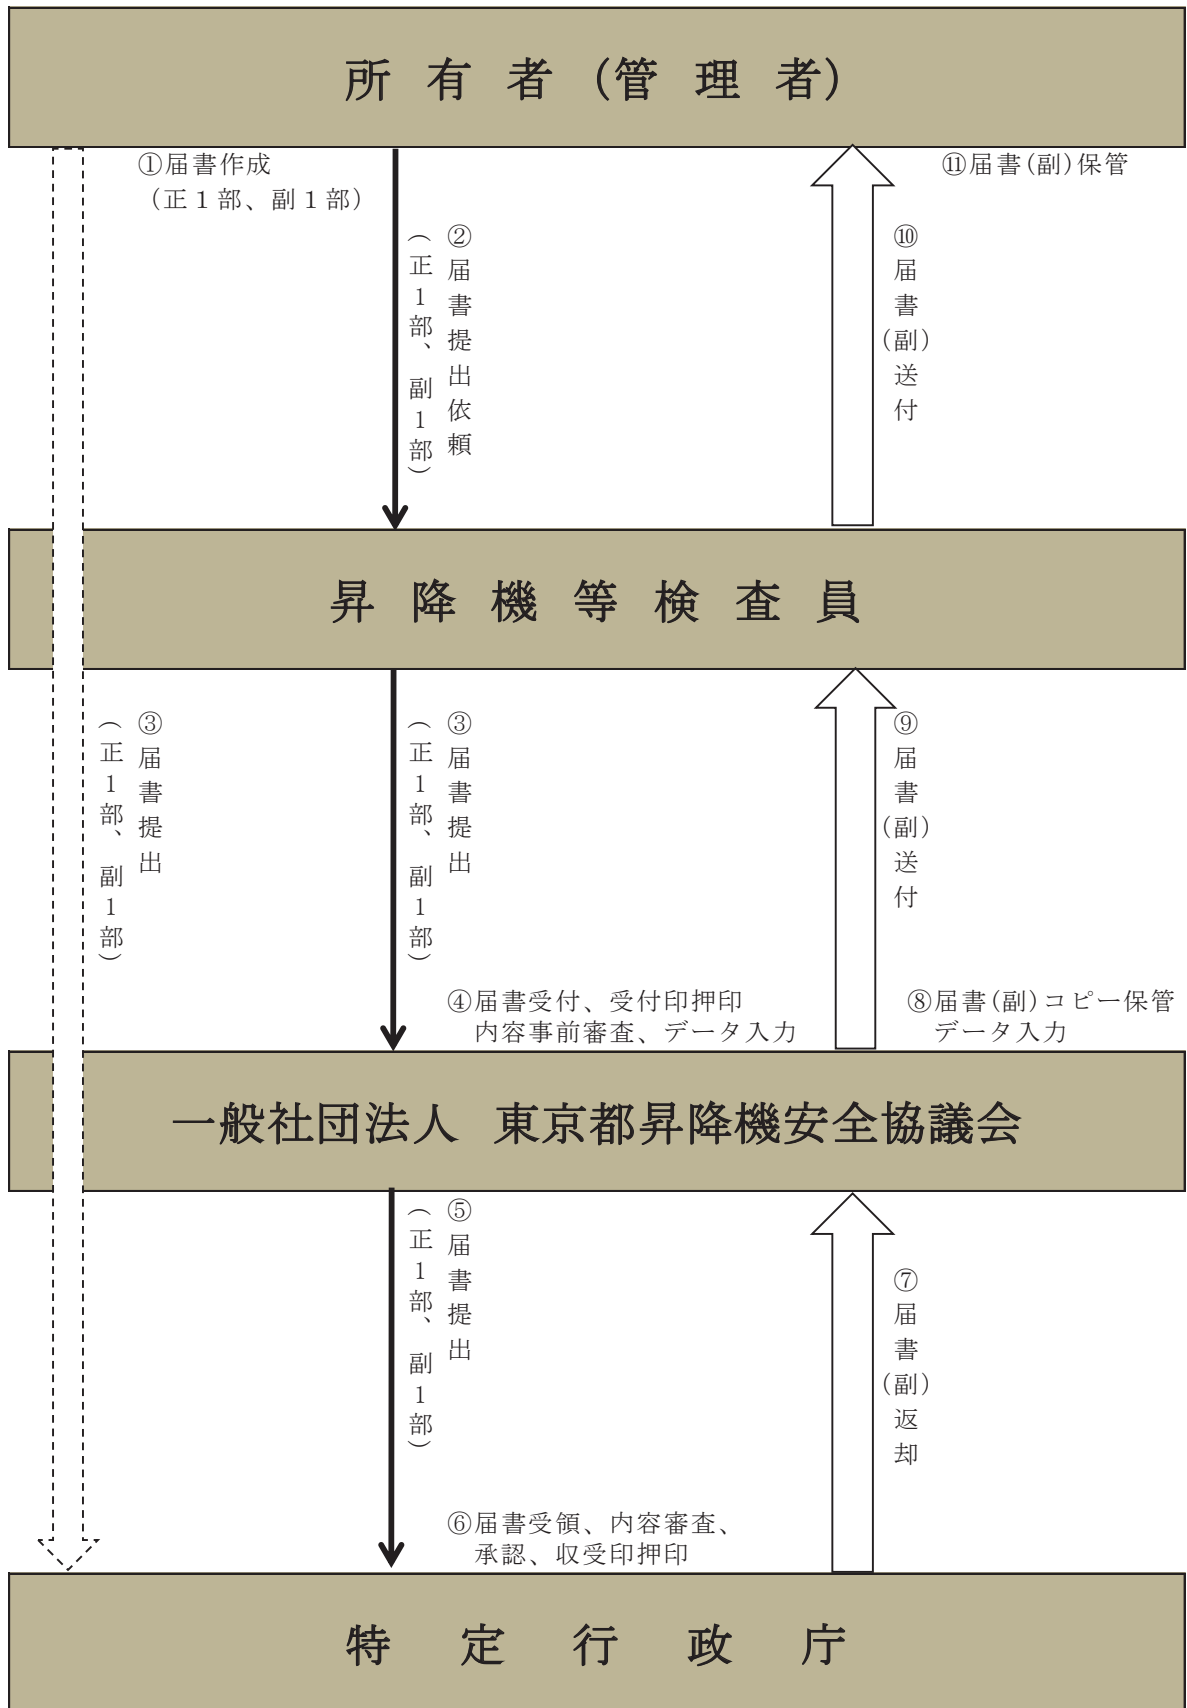 所有者(管理者)
①届書作成
(正1部、副1部)
②届書提出依頼
(正1部、副1部)
⑩届書(副)送付
⑪届書(副)保管
昇降機等検査員
③届書提出
(正1部、副1部)
③届書提出
(正1部、副1部)
④届書受付、受付印押印
内容事前審査、データ入力
⑨届書(副)送付
⑧届書(副)コピー保管
データ入力
一般社団法人 東京都昇降機安全協議会
⑤届書提出
(正1部、副1部)
⑥届書受領、内容審査、
承認、収受印押印
⑦届書(副)返却
特定行政庁